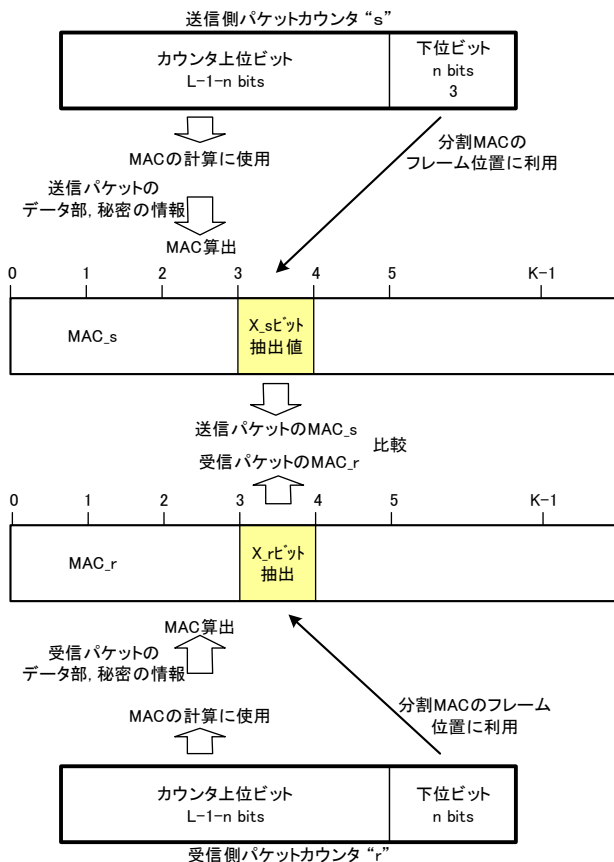 送信側パケットカウンタ “s”
カウンタ上位ビット
L-1-n bits
下位ビット
n bits
3
MACの計算に使用
分割MACの
フレーム位置に利用
送信パケットの
データ部, 秘密の情報
MAC算出
0 1 2 3 4 5 K-1
MAC_s
X_sビット
抽出値
送信パケットのMAC_s
比較
受信パケットのMAC_r
0 1 2 3 4 5 K-1
MAC_r
X_rビット
抽出
MAC算出
受信パケットの
データ部, 秘密の情報
MACの計算に使用
分割MACのフレーム
位置に利用
カウンタ上位ビット
L-1-n bits
下位ビット
n bits
受信側パケットカウンタ “r”